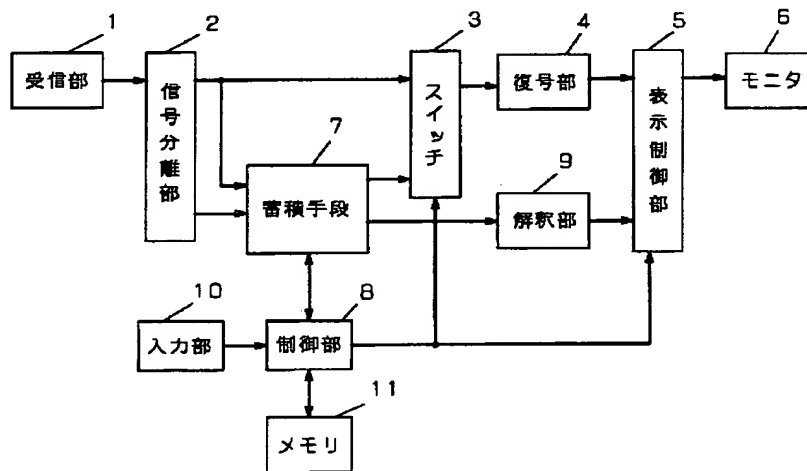 1
2
3
4
5
6
受信部
信号分離部
スイッチ
復号部
表示制御部
モニタ
7
蓄積手段
9
解釈部
10
入力部
8
制御部
11
メモリ